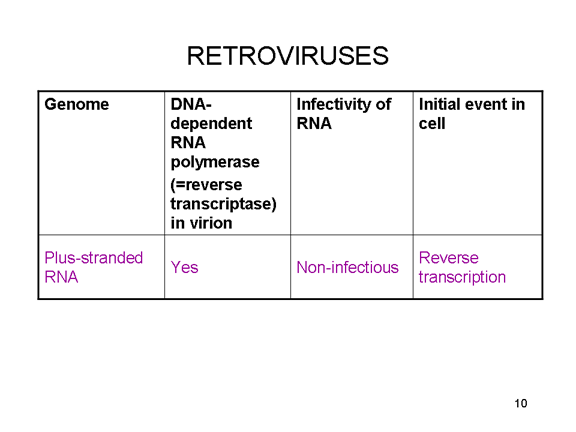 RETROVIRUSES
Genome
DNA-
dependent
RNA
polymerase
(=reverse
transcriptase)
in virion
Infectivity of
RNA
Initial event in
cell
Plus-stranded
RNA
Yes
Non-infectious
Reverse
transcription
10